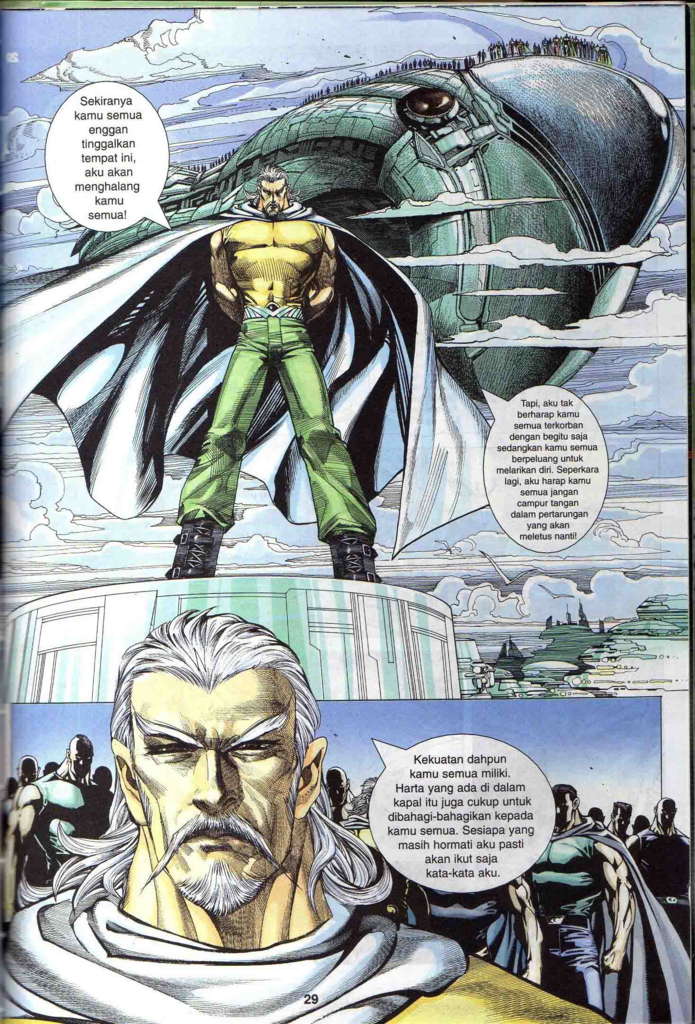 Sekiranya
kamu semua
enggan
tinggalkan
tempat ini,
aku akan
menghalang
kamu
semua!
Tapi, aku tak
berharap kamu
semua terkorban
dengan begitu saja
sedangkan kamu semua
berpeluang untuk
melarikan diri. Seperkara
lagi, aku harap kamu
semua jangan
campur tangan
dalam pertarungan
yang akan
meletus nanti!
Kekuatan dahpun
kamu semua miliki.
Harta yang ada di dalam
kapal itu juga cukup untuk
dibahagi-bahagikan kepada
kamu semua. Sesiapa yang
masih hormati aku pasti
akan ikut saja
kata-kata aku.
29